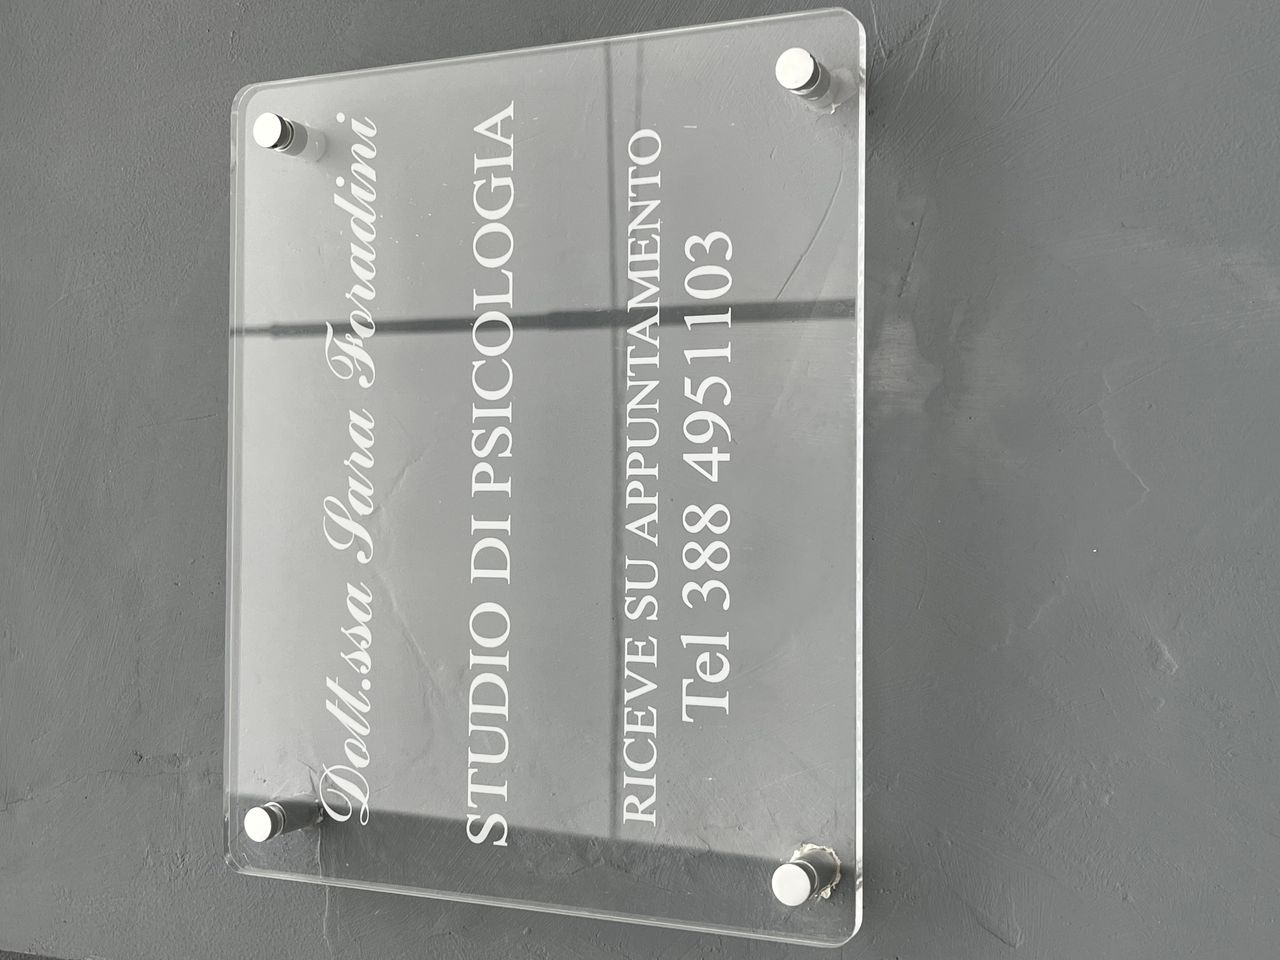 Dott.ssa Sara Foradini
STUDIO DI PSICOLOGIA
RICEVE SU APPUNTAMENTO
Tel 388 4951103